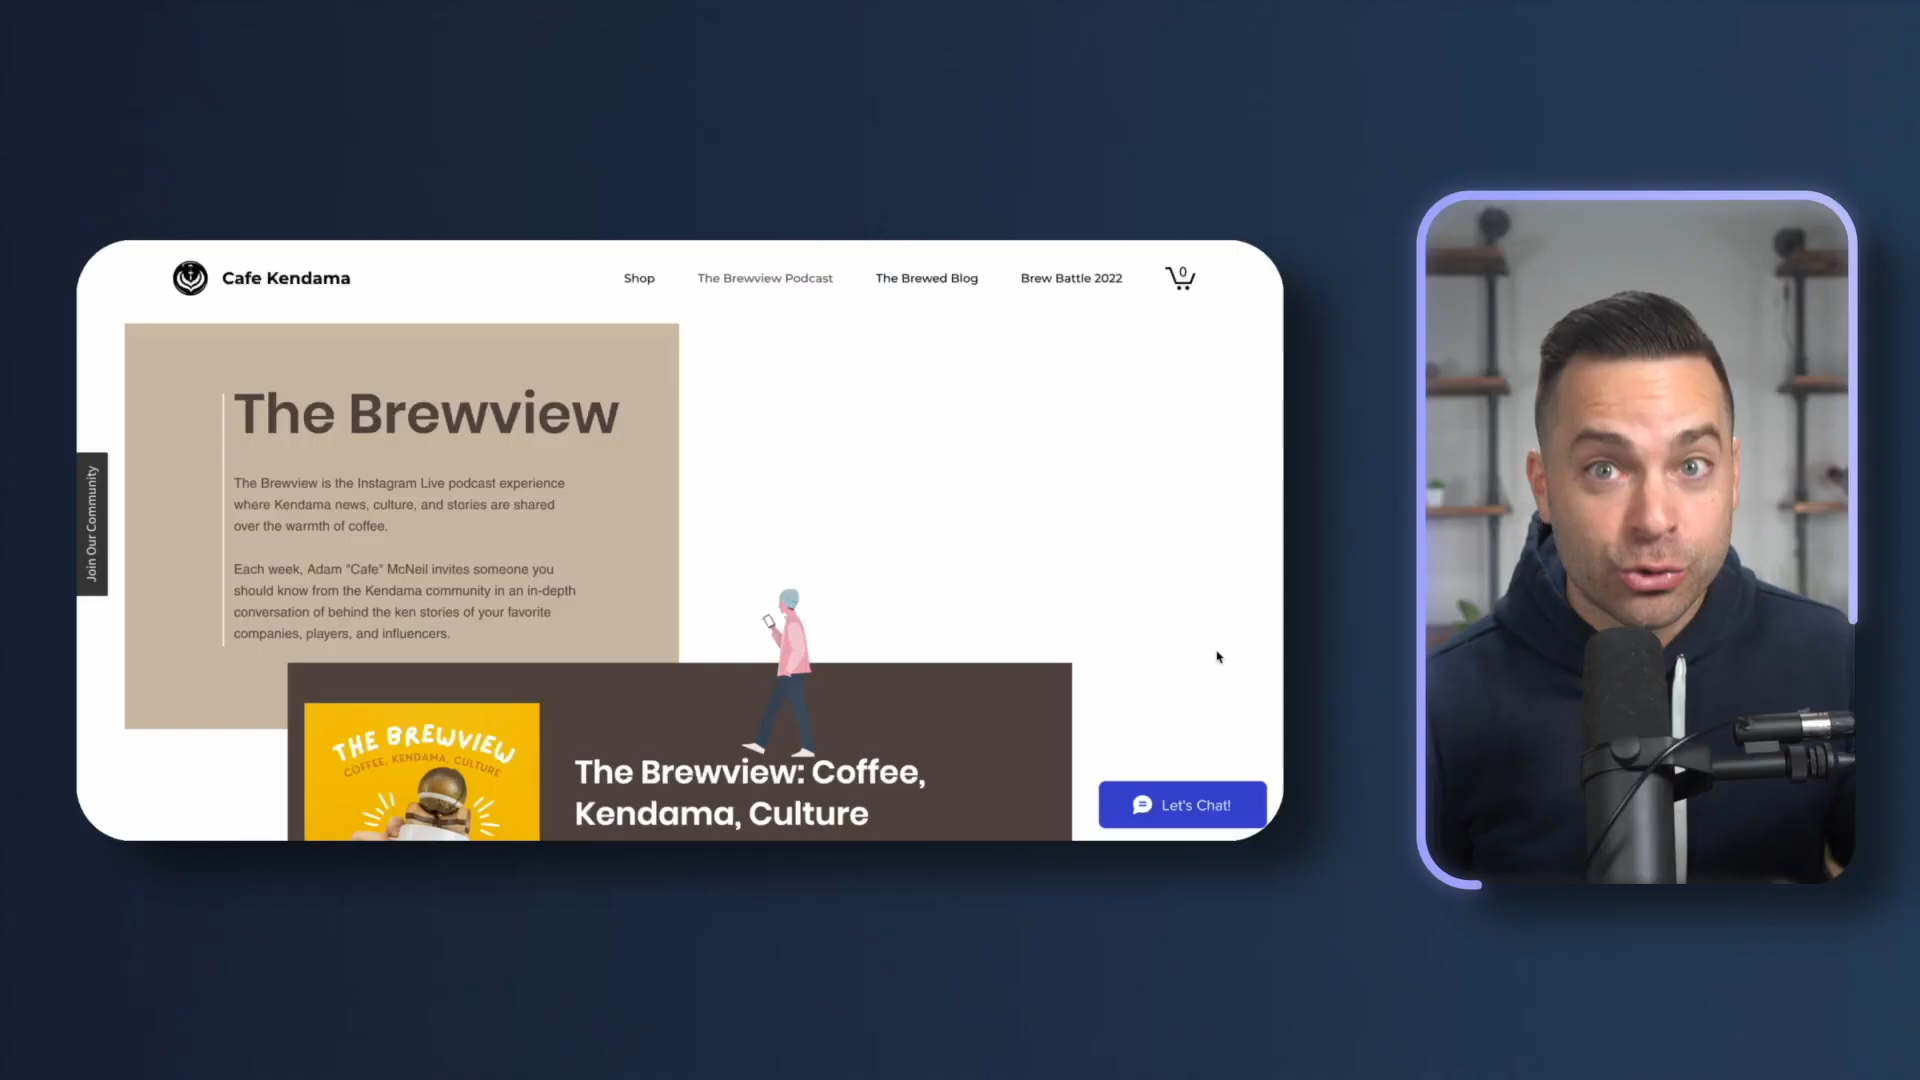 Cafe Kendama
Shop
The Brewview Podcast
The Brewed Blog
Brew Battle 2022
0
Join Our Community
The Brewview
The Brewview is the Instagram Live podcast experience
where Kendama news, culture, and stories are shared
over the warmth of coffee.
Each week, Adam "Cafe" McNeil invites someone you
should know from the Kendama community in an in-depth
conversation of behind the ken stories of your favorite
companies, players, and influencers.
THE BREWVIEW
COFFEE, KENDAMA, CULTURE
The Brewview: Coffee,
Kendama, Culture
Let's Chat!